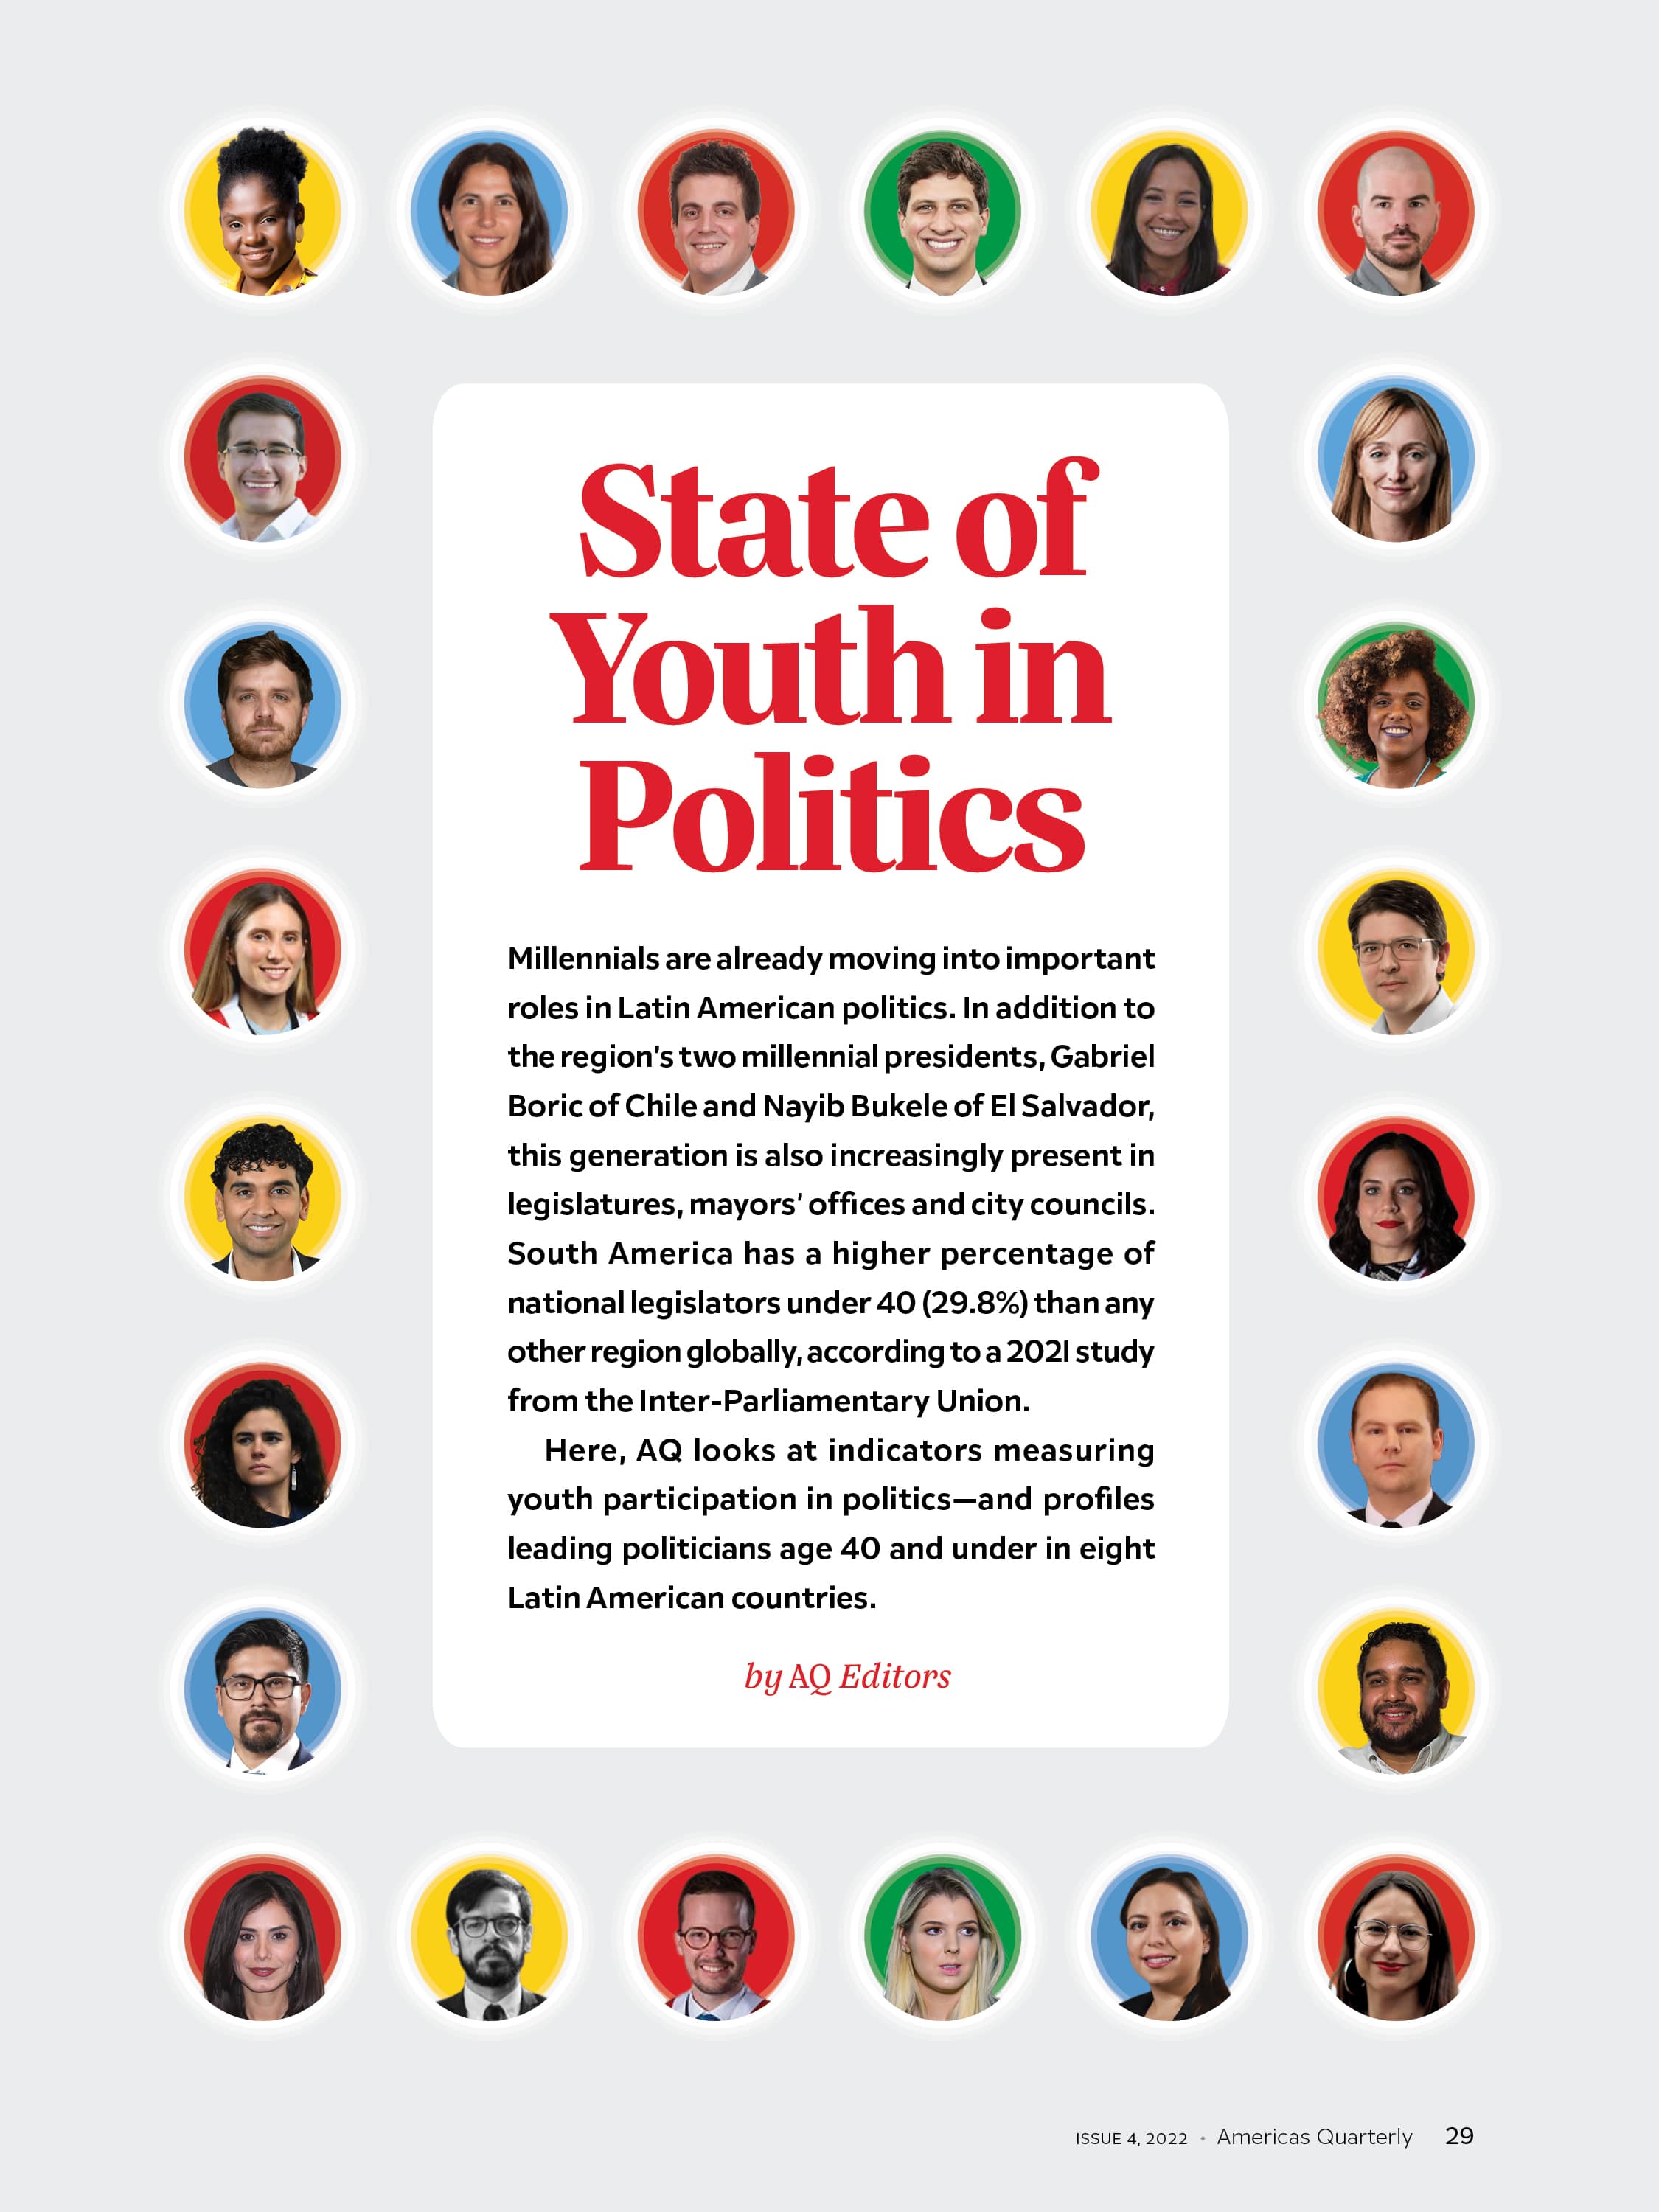 State of
Youth in
Politics
Millennials are already moving into important
roles in Latin American politics. In addition to
the region's two millennial presidents, Gabriel
Boric of Chile and Nayib Bukele of El Salvador,
this generation is also increasingly present in
legislatures, mayors' offices and city councils.
South America has a higher percentage of
national legislators under 40 (29.8%) than any
other region globally, according to a 2021 study
from the Inter-Parliamentary Union.
Here, AQ looks at indicators measuring
youth participation in politics—and profiles
leading politicians age 40 and under in eight
Latin American countries.
by AQ Editors
ISSUE 4, 2022 • Americas Quarterly 29